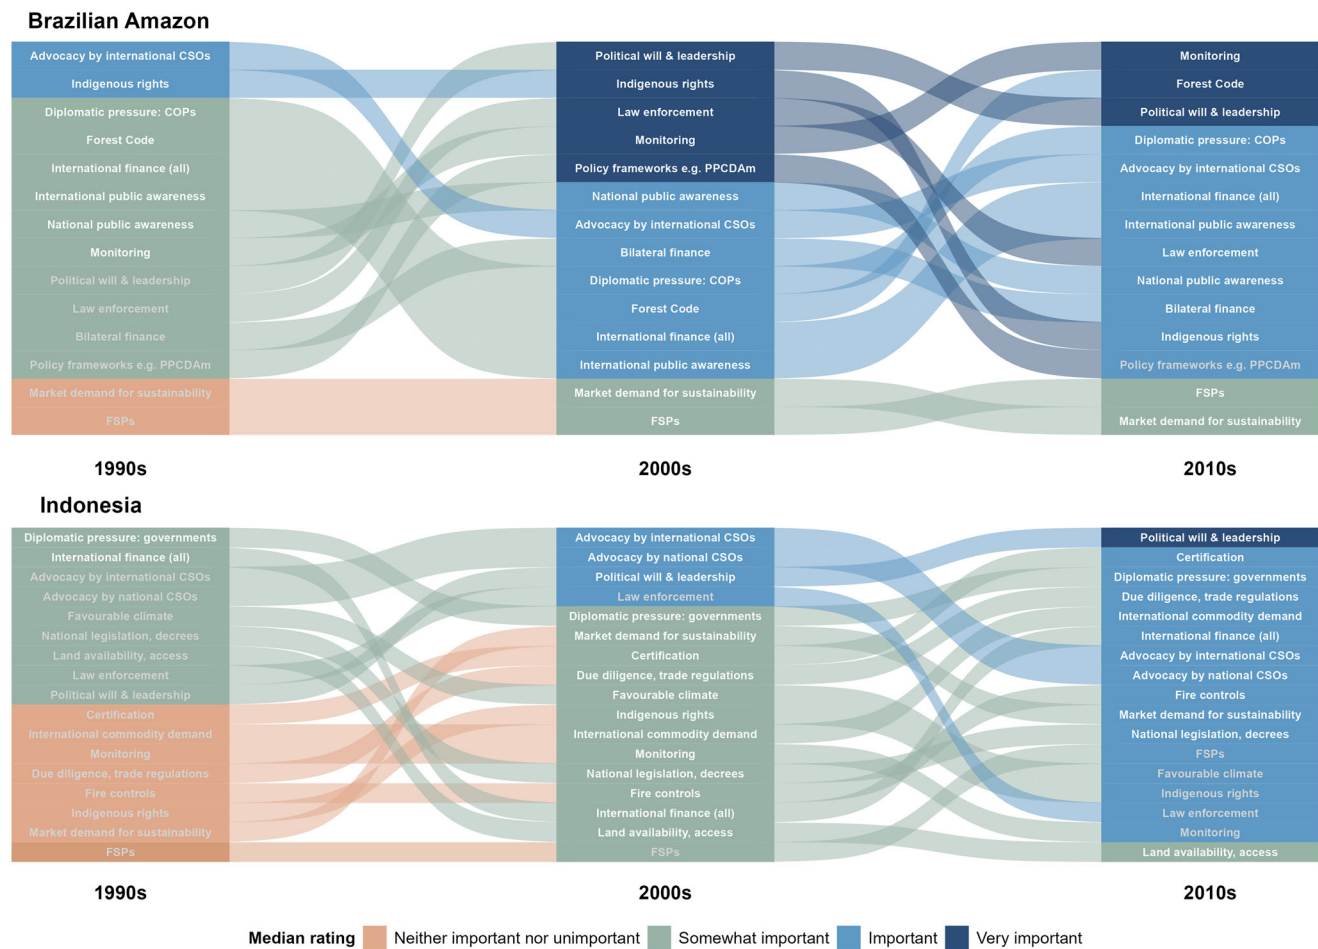 Brazilian Amazon
Advocacy by international CSOs
Indigenous rights
Diplomatic pressure: COPs
Forest Code
International finance (all)
International public awareness
National public awareness
Monitoring
Political will & leadership
Law enforcement
Bilateral finance
Policy frameworks e.g. PPCDAm
Market demand for sustainability
FSPs
Political will & leadership
Indigenous rights
Law enforcement
Monitoring
Policy frameworks e.g. PPCDAm
National public awareness
Advocacy by international CSOs
Bilateral finance
Diplomatic pressure: COPs
Forest Code
International finance (all)
International public awareness
Market demand for sustainability
FSPs
Monitoring
Forest Code
Political will & leadership
Diplomatic pressure: COPs
Advocacy by international CSOs
International finance (all)
International public awareness
Law enforcement
National public awareness
Bilateral finance
Indigenous rights
Policy frameworks e.g. PPCDAm
FSPs
Market demand for sustainability
1990s
2000s
2010s
Indonesia
Diplomatic pressure: governments
International finance (all)
Advocacy by international CSOs
Advocacy by national CSOs
Favourable climate
National legislation, decrees
Land availability, access
Law enforcement
Political will & leadership
Certification
International commodity demand
Monitoring
Due diligence, trade regulations
Fire controls
Indigenous rights
Market demand for sustainability
FSPs
Advocacy by international CSOs
Advocacy by national CSOs
Political will & leadership
Law enforcement
Diplomatic pressure: governments
Market demand for sustainability
Certification
Due diligence, trade regulations
Favourable climate
Indigenous rights
International commodity demand
Monitoring
National legislation, decrees
Fire controls
International finance (all)
Land availability, access
FSPs
Political will & leadership
Certification
Diplomatic pressure: governments
Due diligence, trade regulations
International commodity demand
International finance (all)
Advocacy by international CSOs
Advocacy by national CSOs
Fire controls
Market demand for sustainability
National legislation, decrees
FSPs
Favourable climate
Indigenous rights
Law enforcement
Monitoring
Land availability, access
1990s
2000s
2010s
Median rating
Neither important nor unimportant
Somewhat important
Important
Very important